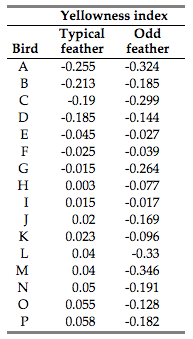 Yellowness index
Typical Odd
Bird feather feather
A -0.255 -0.324
B -0.213 -0.185
C -0.19 -0.299
D -0.185 -0.144
E -0.045 -0.027
F -0.025 -0.039
G -0.015 -0.264
H 0.003 -0.077
I 0.015 -0.017
J 0.02 -0.169
K 0.023 -0.096
L 0.04 -0.33
M 0.04 -0.346
N 0.05 -0.191
O 0.055 -0.128
P 0.058 -0.182